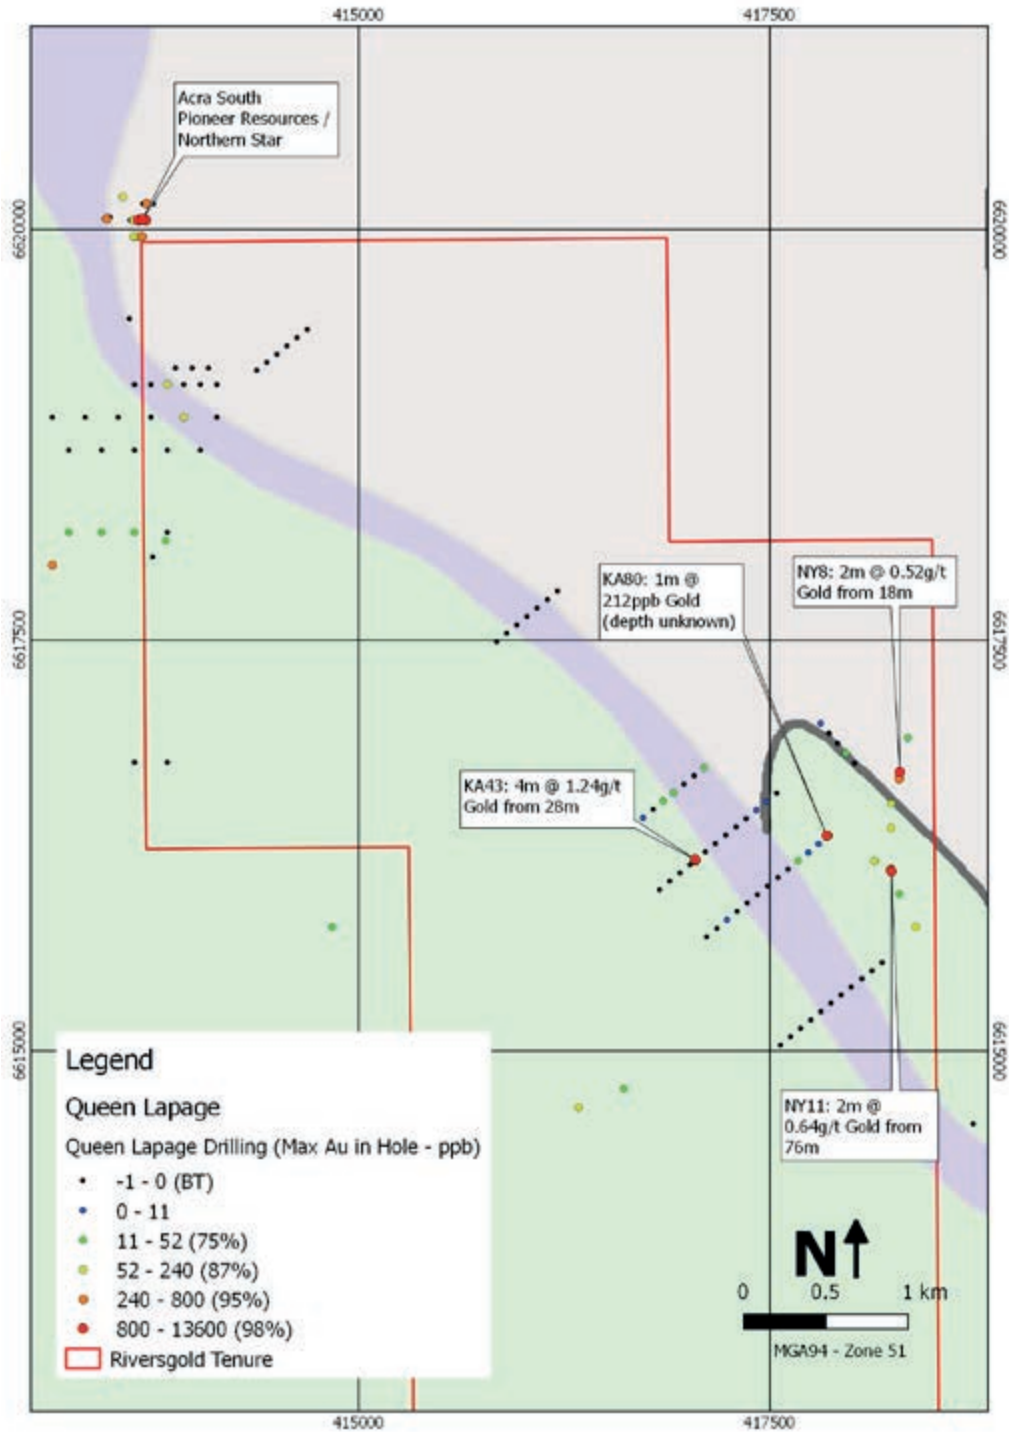 415000
417500
Acra South
Pioneer Resources /
Northern Star
6620000
6620000
KA80: 1m @
212ppb Gold
(depth unknown)
NY8: 2m @ 0.52g/t
Gold from 18m
6617500
6617500
KA43: 4m @ 1.24g/t
Gold from 28m
6615000
6615000
Legend
Queen Lapage
Queen Lapage Drilling (Max Au in Hole - ppb)
-1 - 0 (BT)
0 - 11
11 - 52 (75%)
52 - 240 (87%)
240 - 800 (95%)
800 - 13600 (98%)
Riversgold Tenure
NY11: 2m @
0.64g/t Gold from
76m
N
0 0.5 1 km
MGA94 - Zone 51
415000
417500